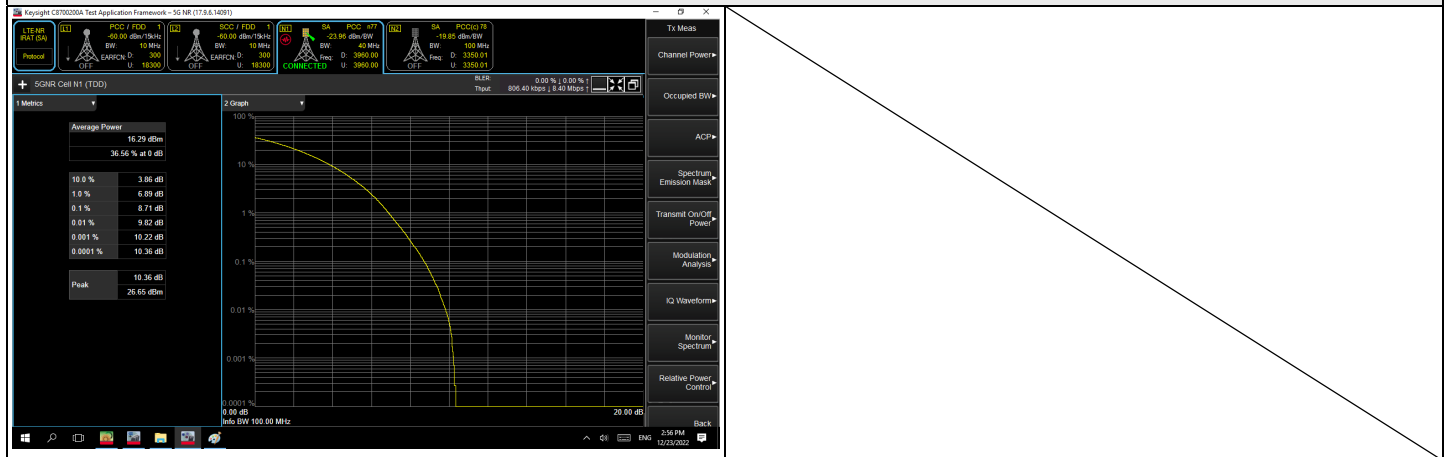 Keysight C8700200A Test Application Framework – 5G NR (17.9.6.14091)
LTE-NR IRAT (SA)
Protocol
L1 PCC / FDD 1
-60.00 dBm/15kHz
BW: 10 MHz
EARFCN: D: 300
OFF U: 18300
L2 SCC / FDD 1
-60.00 dBm/15kHz
BW: 10 MHz
EARFCN: D: 300
OFF U: 18300
N1 SA PCC n77
-23.96 dBm/BW
BW: 40 MHz
Freq: D: 3960.00
CONNECTED U: 3960.00
N2 SA PCC(c) 78
-19.85 dBm/BW
BW: 100 MHz
Freq: D: 3350.01
OFF U: 3350.01
+ 5GNR Cell N1 (TDD)
BLER: 0.00 % ↓ 0.00 % ↑
Thput: 806.40 kbps ↓ 8.40 Mbps ↑
1 Metrics
Average Power
16.29 dBm
36.56 % at 0 dB
10.0 % 3.86 dB
1.0 % 6.89 dB
0.1 % 8.71 dB
0.01 % 9.82 dB
0.001 % 10.22 dB
0.0001 % 10.36 dB
Peak 10.36 dB
26.65 dBm
2 Graph
100 %
10 %
1 %
0.1 %
0.01 %
0.001 %
0.0001 %
0.00 dB 20.00 dB
Info BW 100.00 MHz
Tx Meas
Channel Power
Occupied BW
ACP
Spectrum
Emission Mask
Transmit On/Off
Power
Modulation
Analysis
IQ Waveform
Monitor
Spectrum
Relative Power
Control
Back
ENG
2:56 PM
12/23/2022